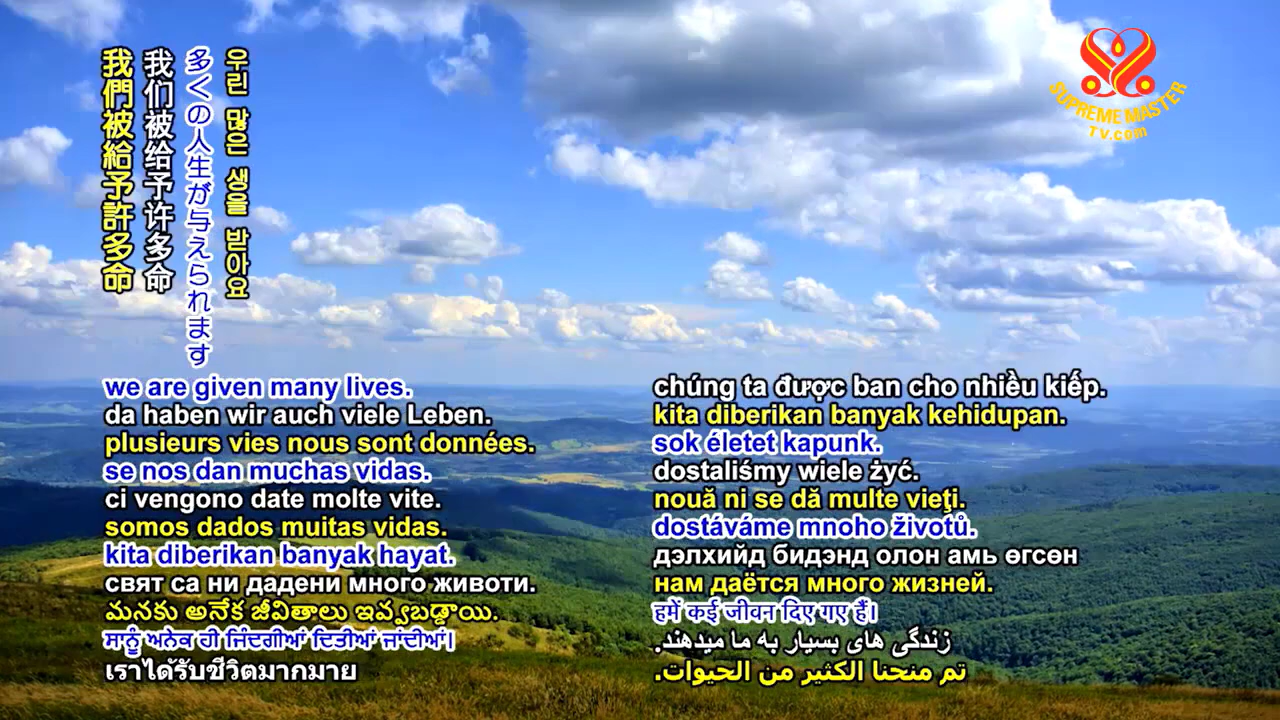 我們被給予許多命
我们被给予许多命
多くの人生が与えられます
우린 많은 생을 받아요
SUPREME MASTER
TV.com
we are given many lives.
da haben wir auch viele Leben.
plusieurs vies nous sont données.
se nos dan muchas vidas.
ci vengono date molte vite.
somos dados muitas vidas.
kita diberikan banyak hayat.
свят са ни дадени много животи.
మనకు అనేక జీవితాలు ఇవ్వబడ్డాయి.
ਸਾਨੂੰ ਅਨੇਕ ਹੀ ਜ਼ਿੰਦਗੀਆਂ ਦਿਤੀਆਂ ਜਾਂਦੀਆਂ।
เราได้รับชีวิตมากมาย
chúng ta được ban cho nhiều kiếp.
kita diberikan banyak kehidupan.
sok életet kapunk.
dostaliśmy wiele żyć.
nouă ni se dă multe vieţi.
dostáváme mnoho životů.
дэлхийд бидэнд олон амь өгсөн
нам даётся много жизней.
हमें कई जीवन दिए गए हैं।
زندگی های بسیار به ما میدهند.
تم منحنا الكثير من الحيوات.